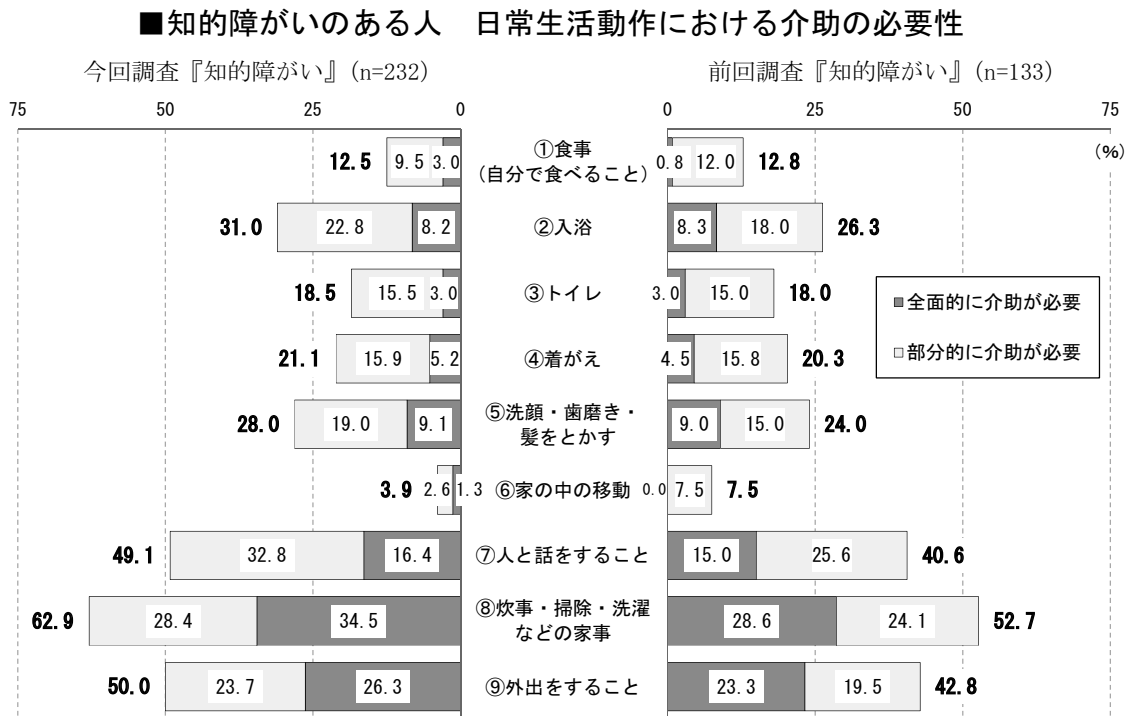 ■知的障がいのある人　日常生活動作における介助の必要性
今回調査『知的障がい』(n=232)
前回調査『知的障がい』(n=133)
75 50 25 0
0 25 50 75
(%)
12.5 9.5 3.0 ①食事 0.8 12.0 12.8
(自分で食べること)
31.0 22.8 8.2 ②入浴 8.3 18.0 26.3
18.5 15.5 3.0 ③トイレ 3.0 15.0 18.0
■全面的に介助が必要
□部分的に介助が必要
21.1 15.9 5.2 ④着がえ 4.5 15.8 20.3
28.0 19.0 9.1 ⑤洗顔・歯磨き・ 9.0 15.0 24.0
髪をとかす
3.9 2.6 1.3 ⑥家の中の移動 0.0 7.5 7.5
49.1 32.8 16.4 ⑦人と話をすること 15.0 25.6 40.6
62.9 28.4 34.5 ⑧炊事・掃除・洗濯 28.6 24.1 52.7
などの家事
50.0 23.7 26.3 ⑨外出をすること 23.3 19.5 42.8